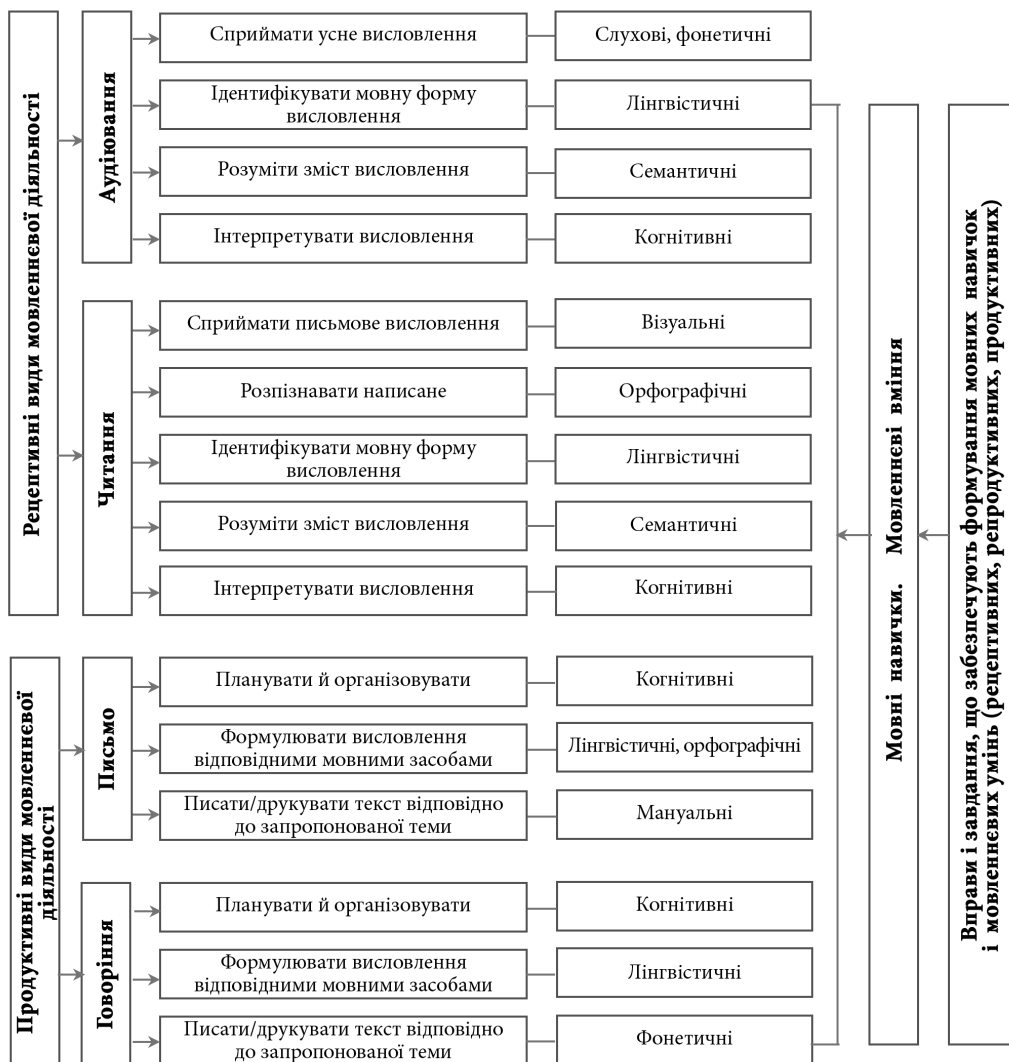 Рецептивні види мовленнєвої діяльності
Аудіювання
Сприймати усне висловлення
Слухові, фонетичні
Ідентифікувати мовну форму
висловлення
Лінгвістичні
Розуміти зміст висловлення
Семантичні
Інтерпретувати висловлення
Когнітивні
Читання
Сприймати письмове висловлення
Візуальні
Розпізнавати написане
Орфографічні
Ідентифікувати мовну форму
висловлення
Лінгвістичні
Розуміти зміст висловлення
Семантичні
Інтерпретувати висловлення
Когнітивні
Продуктивні види мовленнєвої
діяльності
Письмо
Планувати й організовувати
Когнітивні
Формулювати висловлення
відповідними мовними засобами
Лінгвістичні, орфографічні
Писати/друкувати текст відповідно
до запропонованої теми
Мануальні
Говоріння
Планувати й організовувати
Когнітивні
Формулювати висловлення
відповідними мовними засобами
Лінгвістичні
Писати/друкувати текст відповідно
до запропонованої теми
Фонетичні
Мовні навички. Мовленнєві вміння
Вправи і завдання, що забезпечують формування мовних навичок
і мовленнєвих умінь (рецептивних, репродуктивних, продуктивних)